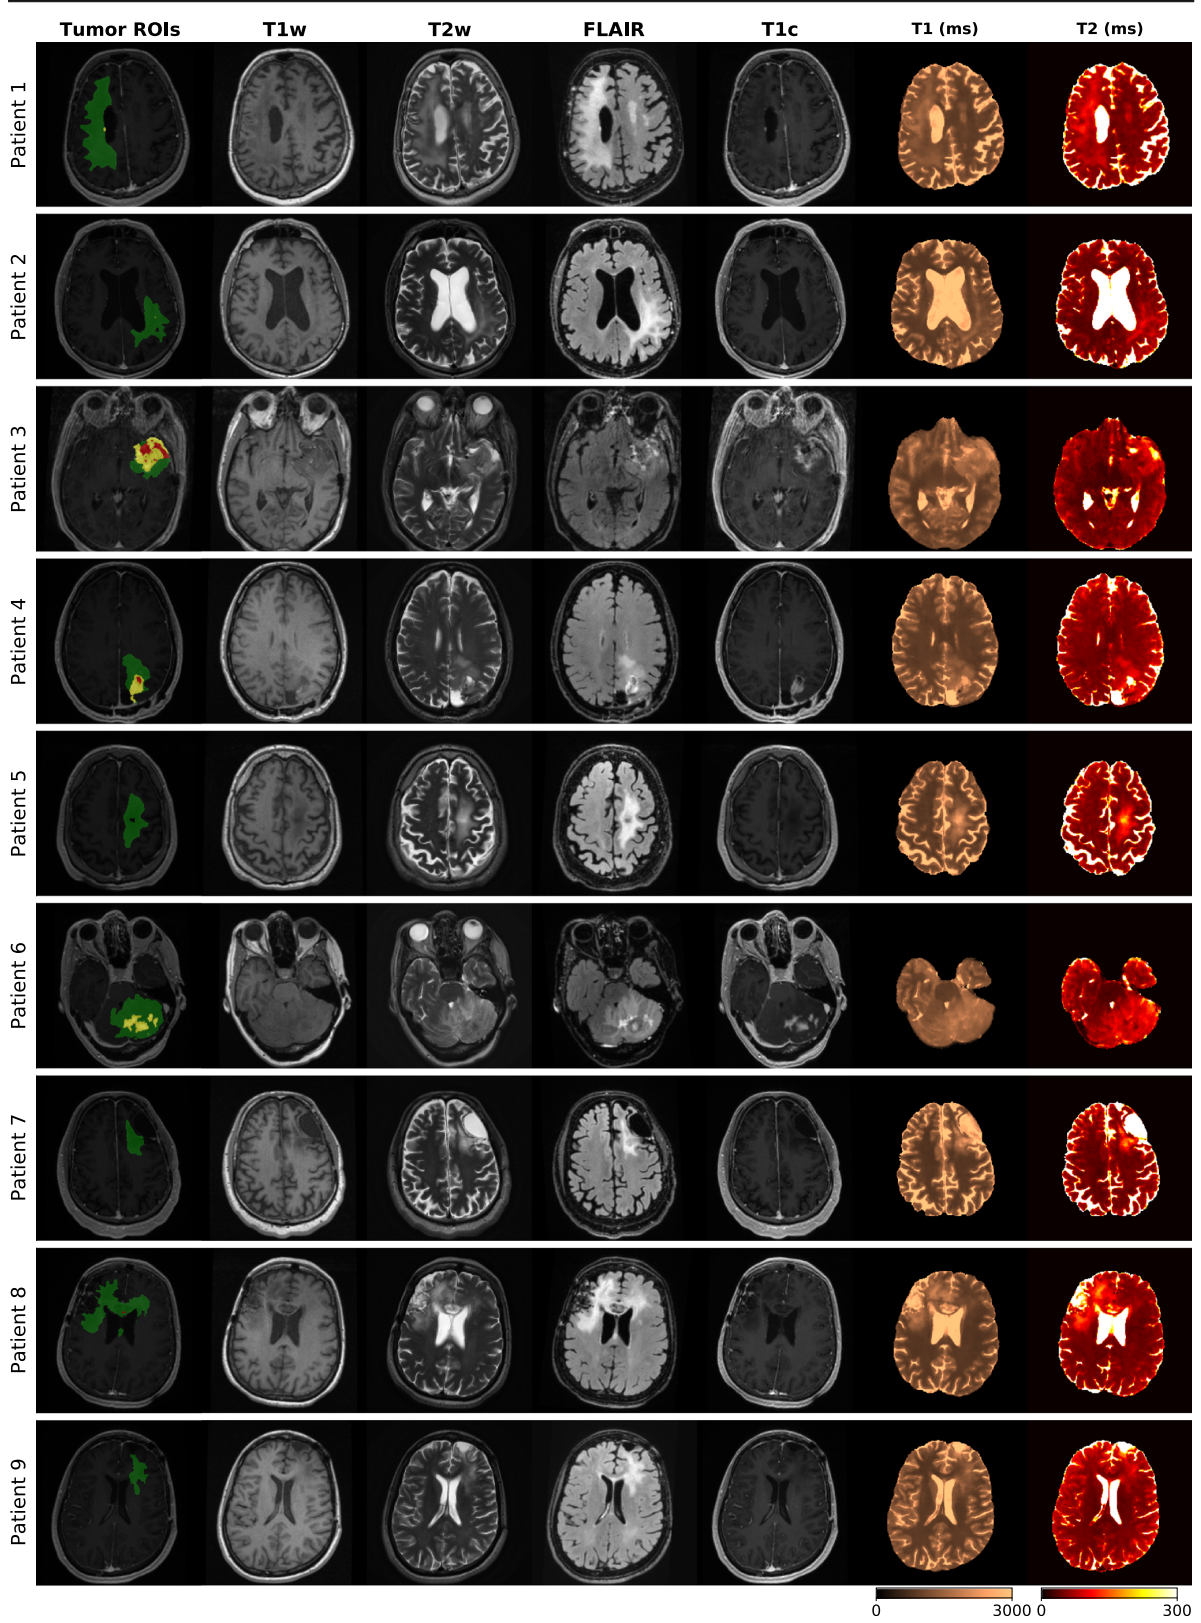 Tumor ROIs T1w T2w FLAIR T1c T1 (ms) T2 (ms)
Patient 1
Patient 2
Patient 3
Patient 4
Patient 5
Patient 6
Patient 7
Patient 8
Patient 9
0 3000 0 300